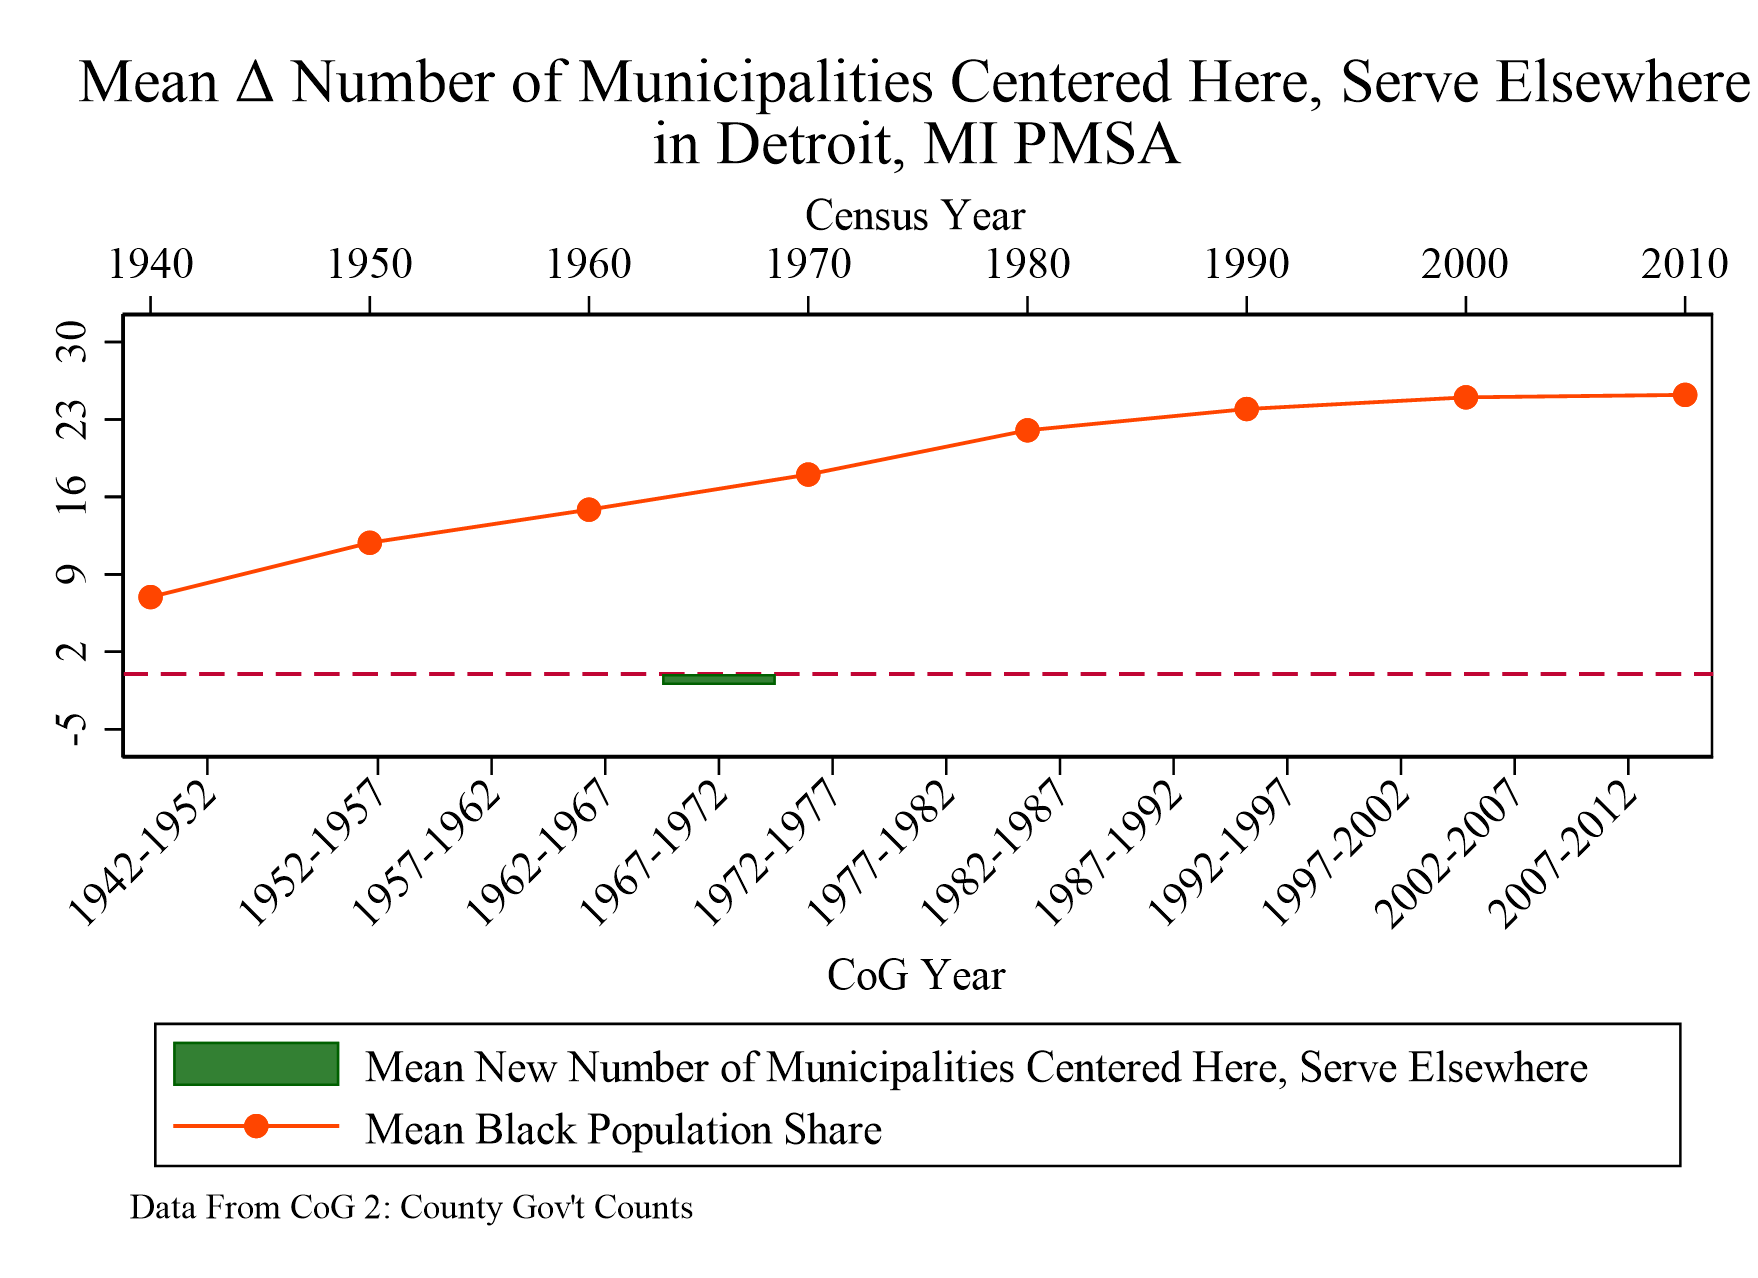 Mean Δ Number of Municipalities Centered Here, Serve Elsewhere
in Detroit, MI PMSA
Census Year
1940 1950 1960 1970 1980 1990 2000 2010
30
23
16
9
2
-5
1942-1952 1952-1957 1957-1962 1962-1967 1967-1972 1972-1977 1977-1982 1982-1987 1987-1992 1992-1997 1997-2002 2002-2007 2007-2012
CoG Year
Mean New Number of Municipalities Centered Here, Serve Elsewhere
Mean Black Population Share
Data From CoG 2: County Gov't Counts